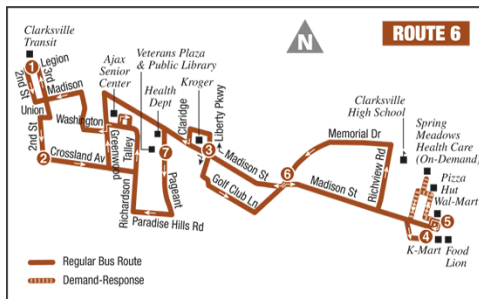 ROUTE 6
N
Clarksville
Transit
1
Legion
3rd
2nd St
Madison
Union
2nd St
Washington
2
Crossland Av
Ajax
Senior
Center
Greenwood
Talley
Richardson
Veterans Plaza
& Public Library
Health
Dept
7
Pageant
Paradise Hills Rd
Kroger
Claridge
Liberty Pkwy
3
Madison St
Golf Club Ln
6
Memorial Dr
Madison St
Richview Rd
Clarksville
High School
Spring
Meadows
Health Care
(On-Demand)
Pizza
Hut
Wal-Mart
5
4
K-Mart
Food
Lion
Regular Bus Route
Demand-Response